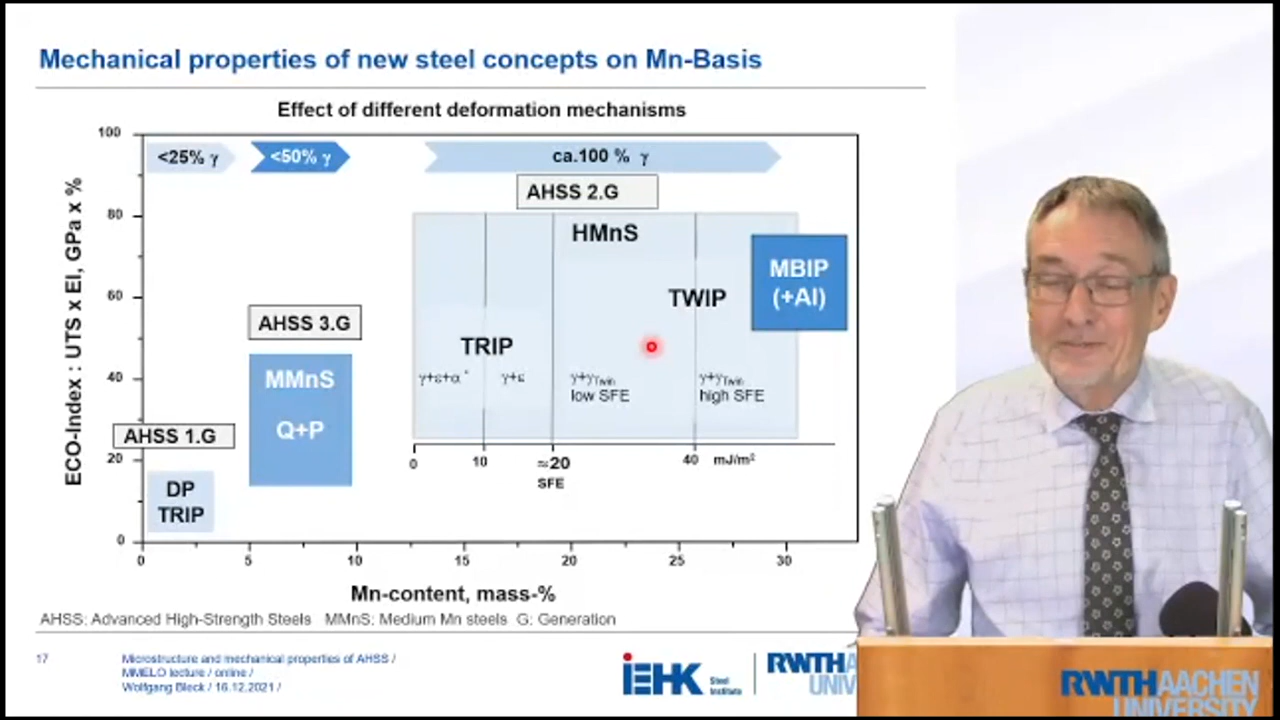 Mechanical properties of new steel concepts on Mn-Basis
Effect of different deformation mechanisms
ECO-Index : UTS x El, GPa x %
100
80
60
40
20
0
<25% γ
<50% γ
ca.100 % γ
AHSS 2.G
HMnS
MBIP
(+Al)
TWIP
AHSS 3.G
TRIP
MMnS
Q+P
γ+ε+α'
γ+ε
γ+γTwin
low SFE
γ+γTwin
high SFE
AHSS 1.G
DP
TRIP
0
10
≈20
40
mJ/m²
SFE
0
5
10
15
20
25
30
Mn-content, mass-%
AHSS: Advanced High-Strength Steels MMnS: Medium Mn steels G: Generation
17
Microstructure and mechanical properties of AHSS /
MMELO lecture / online /
Wolfgang Bleck / 16.12.2021 /
iEHK Steel
Institute
RWTHA
UNIV
RWTHAACHEN
UNIVERSITY